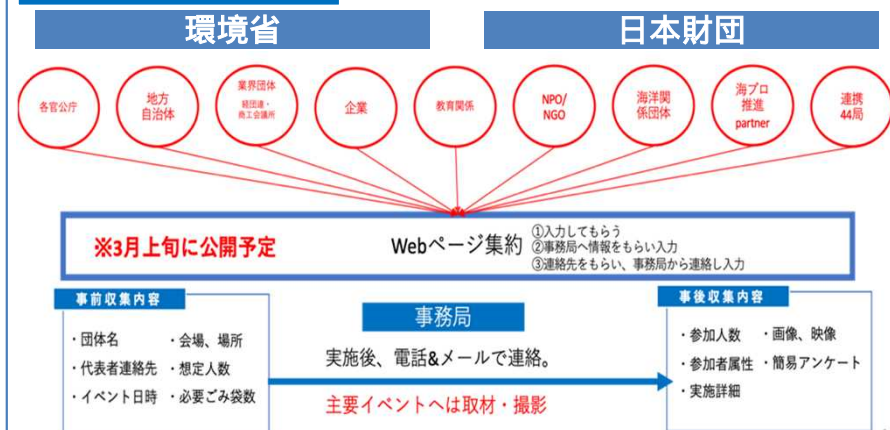 環境省
日本財団
各官公庁
地方
自治体
業界団体
経団連・
商工会議所
企業
教育関係
NPO/
NGO
海洋関
係団体
海プロ
推進
partner
連携
44局
※3月上旬に公開予定
Webページ集約
①入力してもらう
②事務局へ情報をもらい入力
③連絡先をもらい、事務局から連絡し入力
事前収集内容
・団体名
・会場、場所
・代表者連絡先
・想定人数
・イベント日時
・必要ごみ袋数
事務局
実施後、電話&メールで連絡。
主要イベントへは取材・撮影
事後収集内容
・参加人数
・画像、映像
・参加者属性
・簡易アンケート
・実施詳細